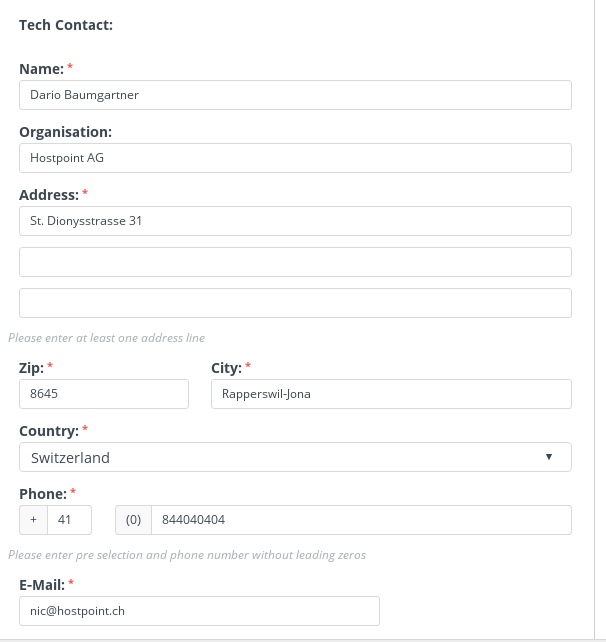 Tech Contact:
Name: *
Dario Baumgartner
Organisation:
Hostpoint AG
Address: *
St. Dionysstrasse 31
Please enter at least one address line
Zip: * City: *
8645 Rapperswil-Jona
Country: *
Switzerland ▼
Phone: *
+ 41 (0) 844040404
Please enter pre selection and phone number without leading zeros
E-Mail: *
nic@hostpoint.ch